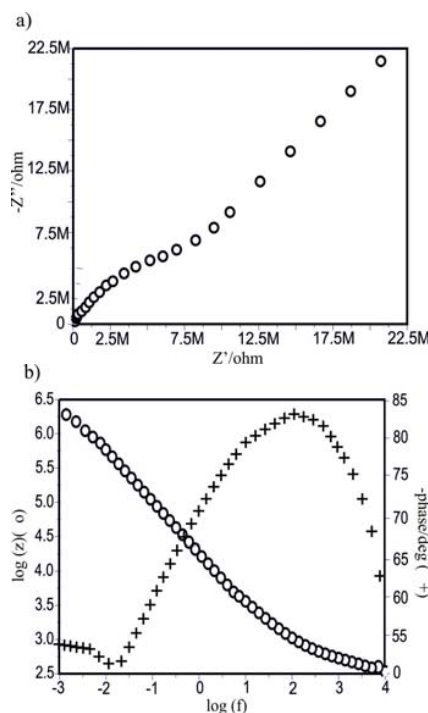 a)
22.5M
17.5M
12.5M
7.5M
2.5M
0
-Z''/ohm
0 2.5M 7.5M 12.5M 17.5M 22.5M
Z'/ohm
b)
6.5
6.0
5.5
5.0
4.5
4.0
3.5
3.0
2.5
log (z)( o)
85
80
75
70
65
60
55
0
-phase/deg( +)
-3 -2 -1 0 1 2 3 4
log (f)